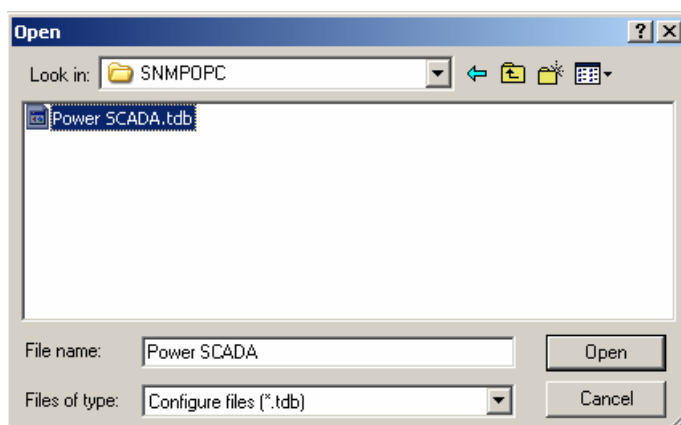 Open
Look in: SNMPOPC
Power SCADA.tdb
File name: Power SCADA Open
Files of type: Configure files (*.tdb) Cancel